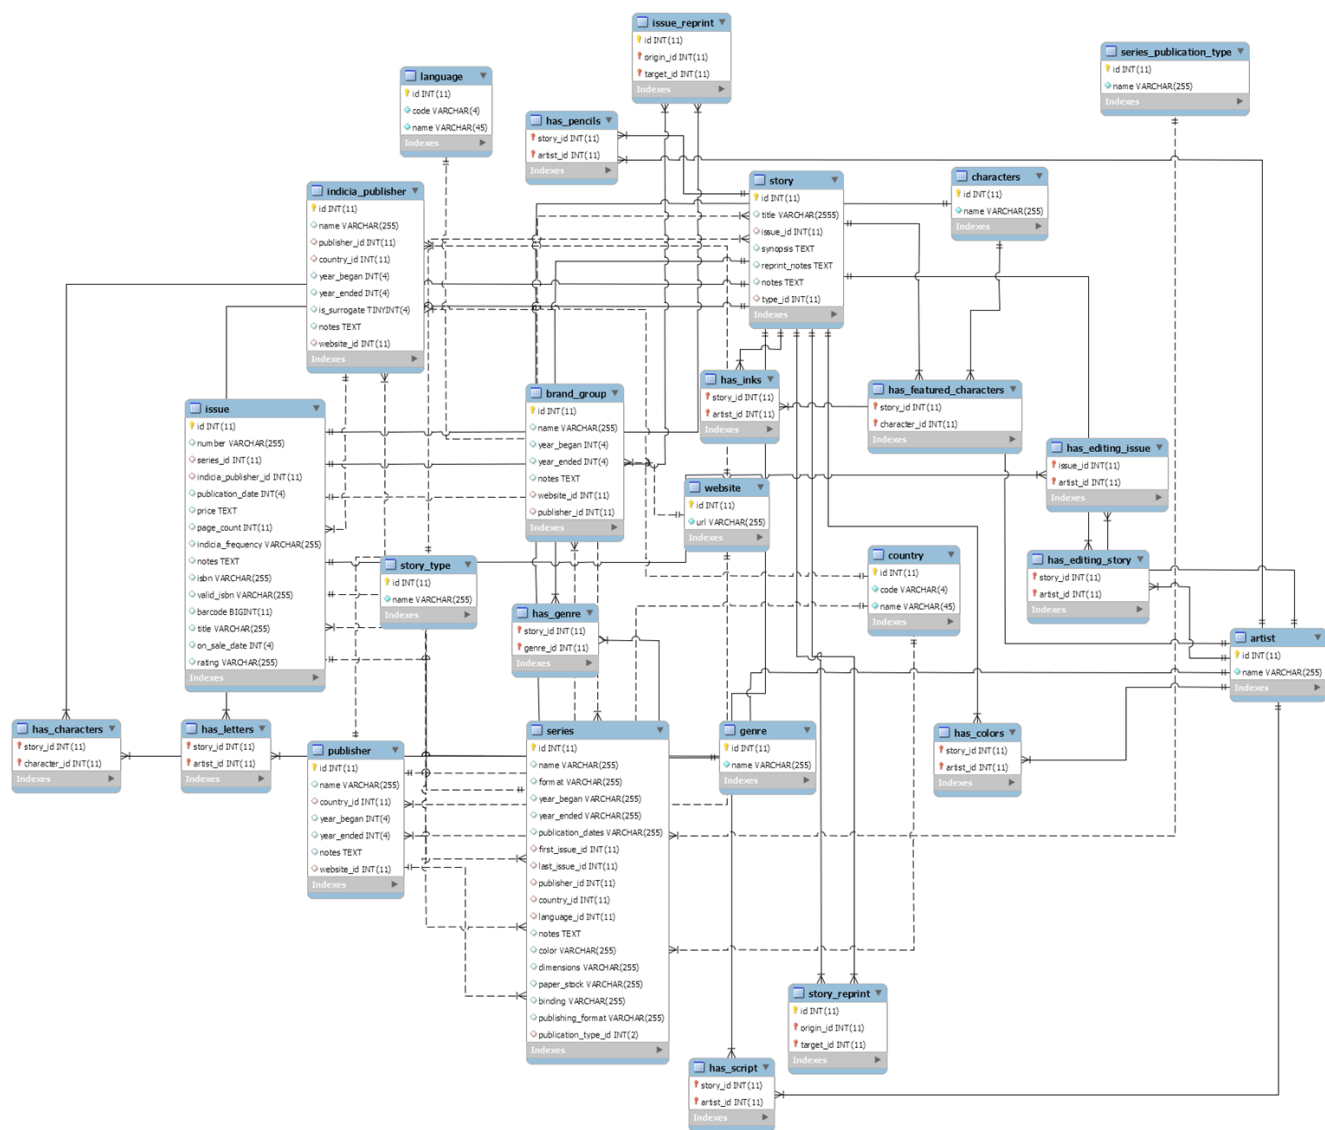 issue_reprint
id INT(11)
origin_id INT(11)
target_id INT(11)
Indexes
series_publication_type
id INT(11)
name VARCHAR(255)
Indexes
language
id INT(11)
code VARCHAR(4)
name VARCHAR(45)
Indexes
has_pencils
story_id INT(11)
artist_id INT(11)
Indexes
indicia_publisher
id INT(11)
name VARCHAR(255)
publisher_id INT(11)
country_id INT(11)
year_began INT(4)
year_ended INT(4)
is_surrogate TINYINT(4)
notes TEXT
website_id INT(11)
Indexes
story
id INT(11)
title VARCHAR(2555)
issue_id INT(11)
synopsis TEXT
reprint_notes TEXT
notes TEXT
type_id INT(11)
Indexes
characters
id INT(11)
name VARCHAR(255)
Indexes
has_inks
story_id INT(11)
artist_id INT(11)
Indexes
has_featured_characters
story_id INT(11)
character_id INT(11)
Indexes
brand_group
id INT(11)
name VARCHAR(255)
year_began INT(4)
year_ended INT(4)
notes TEXT
website_id INT(11)
publisher_id INT(11)
Indexes
issue
id INT(11)
number VARCHAR(255)
series_id INT(11)
indicia_publisher_id INT(11)
publication_date INT(4)
price TEXT
page_count INT(11)
indicia_frequency VARCHAR(255)
notes TEXT
isbn VARCHAR(255)
valid_isbn VARCHAR(255)
barcode BIGINT(11)
title VARCHAR(255)
on_sale_date INT(4)
rating VARCHAR(255)
Indexes
has_editing_issue
issue_id INT(11)
artist_id INT(11)
Indexes
website
id INT(11)
url VARCHAR(255)
Indexes
story_type
id INT(11)
name VARCHAR(255)
Indexes
country
id INT(11)
code VARCHAR(4)
name VARCHAR(45)
Indexes
has_editing_story
story_id INT(11)
artist_id INT(11)
Indexes
has_genre
story_id INT(11)
genre_id INT(11)
Indexes
artist
id INT(11)
name VARCHAR(255)
Indexes
has_characters
story_id INT(11)
character_id INT(11)
Indexes
has_letters
story_id INT(11)
artist_id INT(11)
Indexes
publisher
id INT(11)
name VARCHAR(255)
country_id INT(11)
year_began INT(4)
year_ended INT(4)
notes TEXT
website_id INT(11)
Indexes
series
id INT(11)
name VARCHAR(255)
format VARCHAR(255)
year_began VARCHAR(255)
year_ended VARCHAR(255)
publication_dates VARCHAR(255)
first_issue_id INT(11)
last_issue_id INT(11)
publisher_id INT(11)
country_id INT(11)
language_id INT(11)
notes TEXT
color VARCHAR(255)
dimensions VARCHAR(255)
paper_stock VARCHAR(255)
binding VARCHAR(255)
publishing_format VARCHAR(255)
publication_type_id INT(2)
Indexes
genre
id INT(11)
name VARCHAR(255)
Indexes
has_colors
story_id INT(11)
artist_id INT(11)
Indexes
story_reprint
id INT(11)
origin_id INT(11)
target_id INT(11)
Indexes
has_script
story_id INT(11)
artist_id INT(11)
Indexes